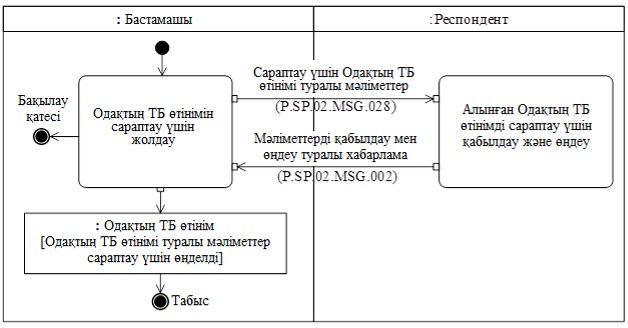 : Бастамашы
:Респондент
Бақылау
қатесі
Одақтың ТБ өтінімін
сараптау үшін
жолдау
Сараптау үшін Одақтың ТБ
өтінімі туралы мәліметтер
(P.SP.02.MSG.028)
Мәліметтерді қабылдау мен
өңдеу туралы хабарлама
(P.SP.02.MSG.002)
Алынған Одақтың ТБ
өтінімді сараптау үшін
қабылдау және өңдеу
: Одақтың ТБ өтінім
[Одақтың ТБ өтінімі туралы мәліметтер
сараптау үшін өңделді]
Табыс